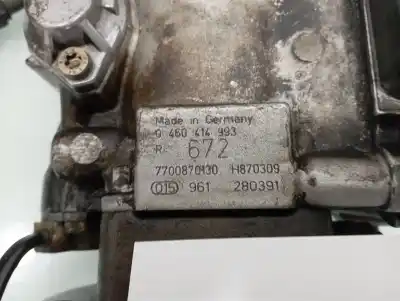 Made in Germany
0 460 414 993
R. 672
7700870130 H870309
015 961 280391